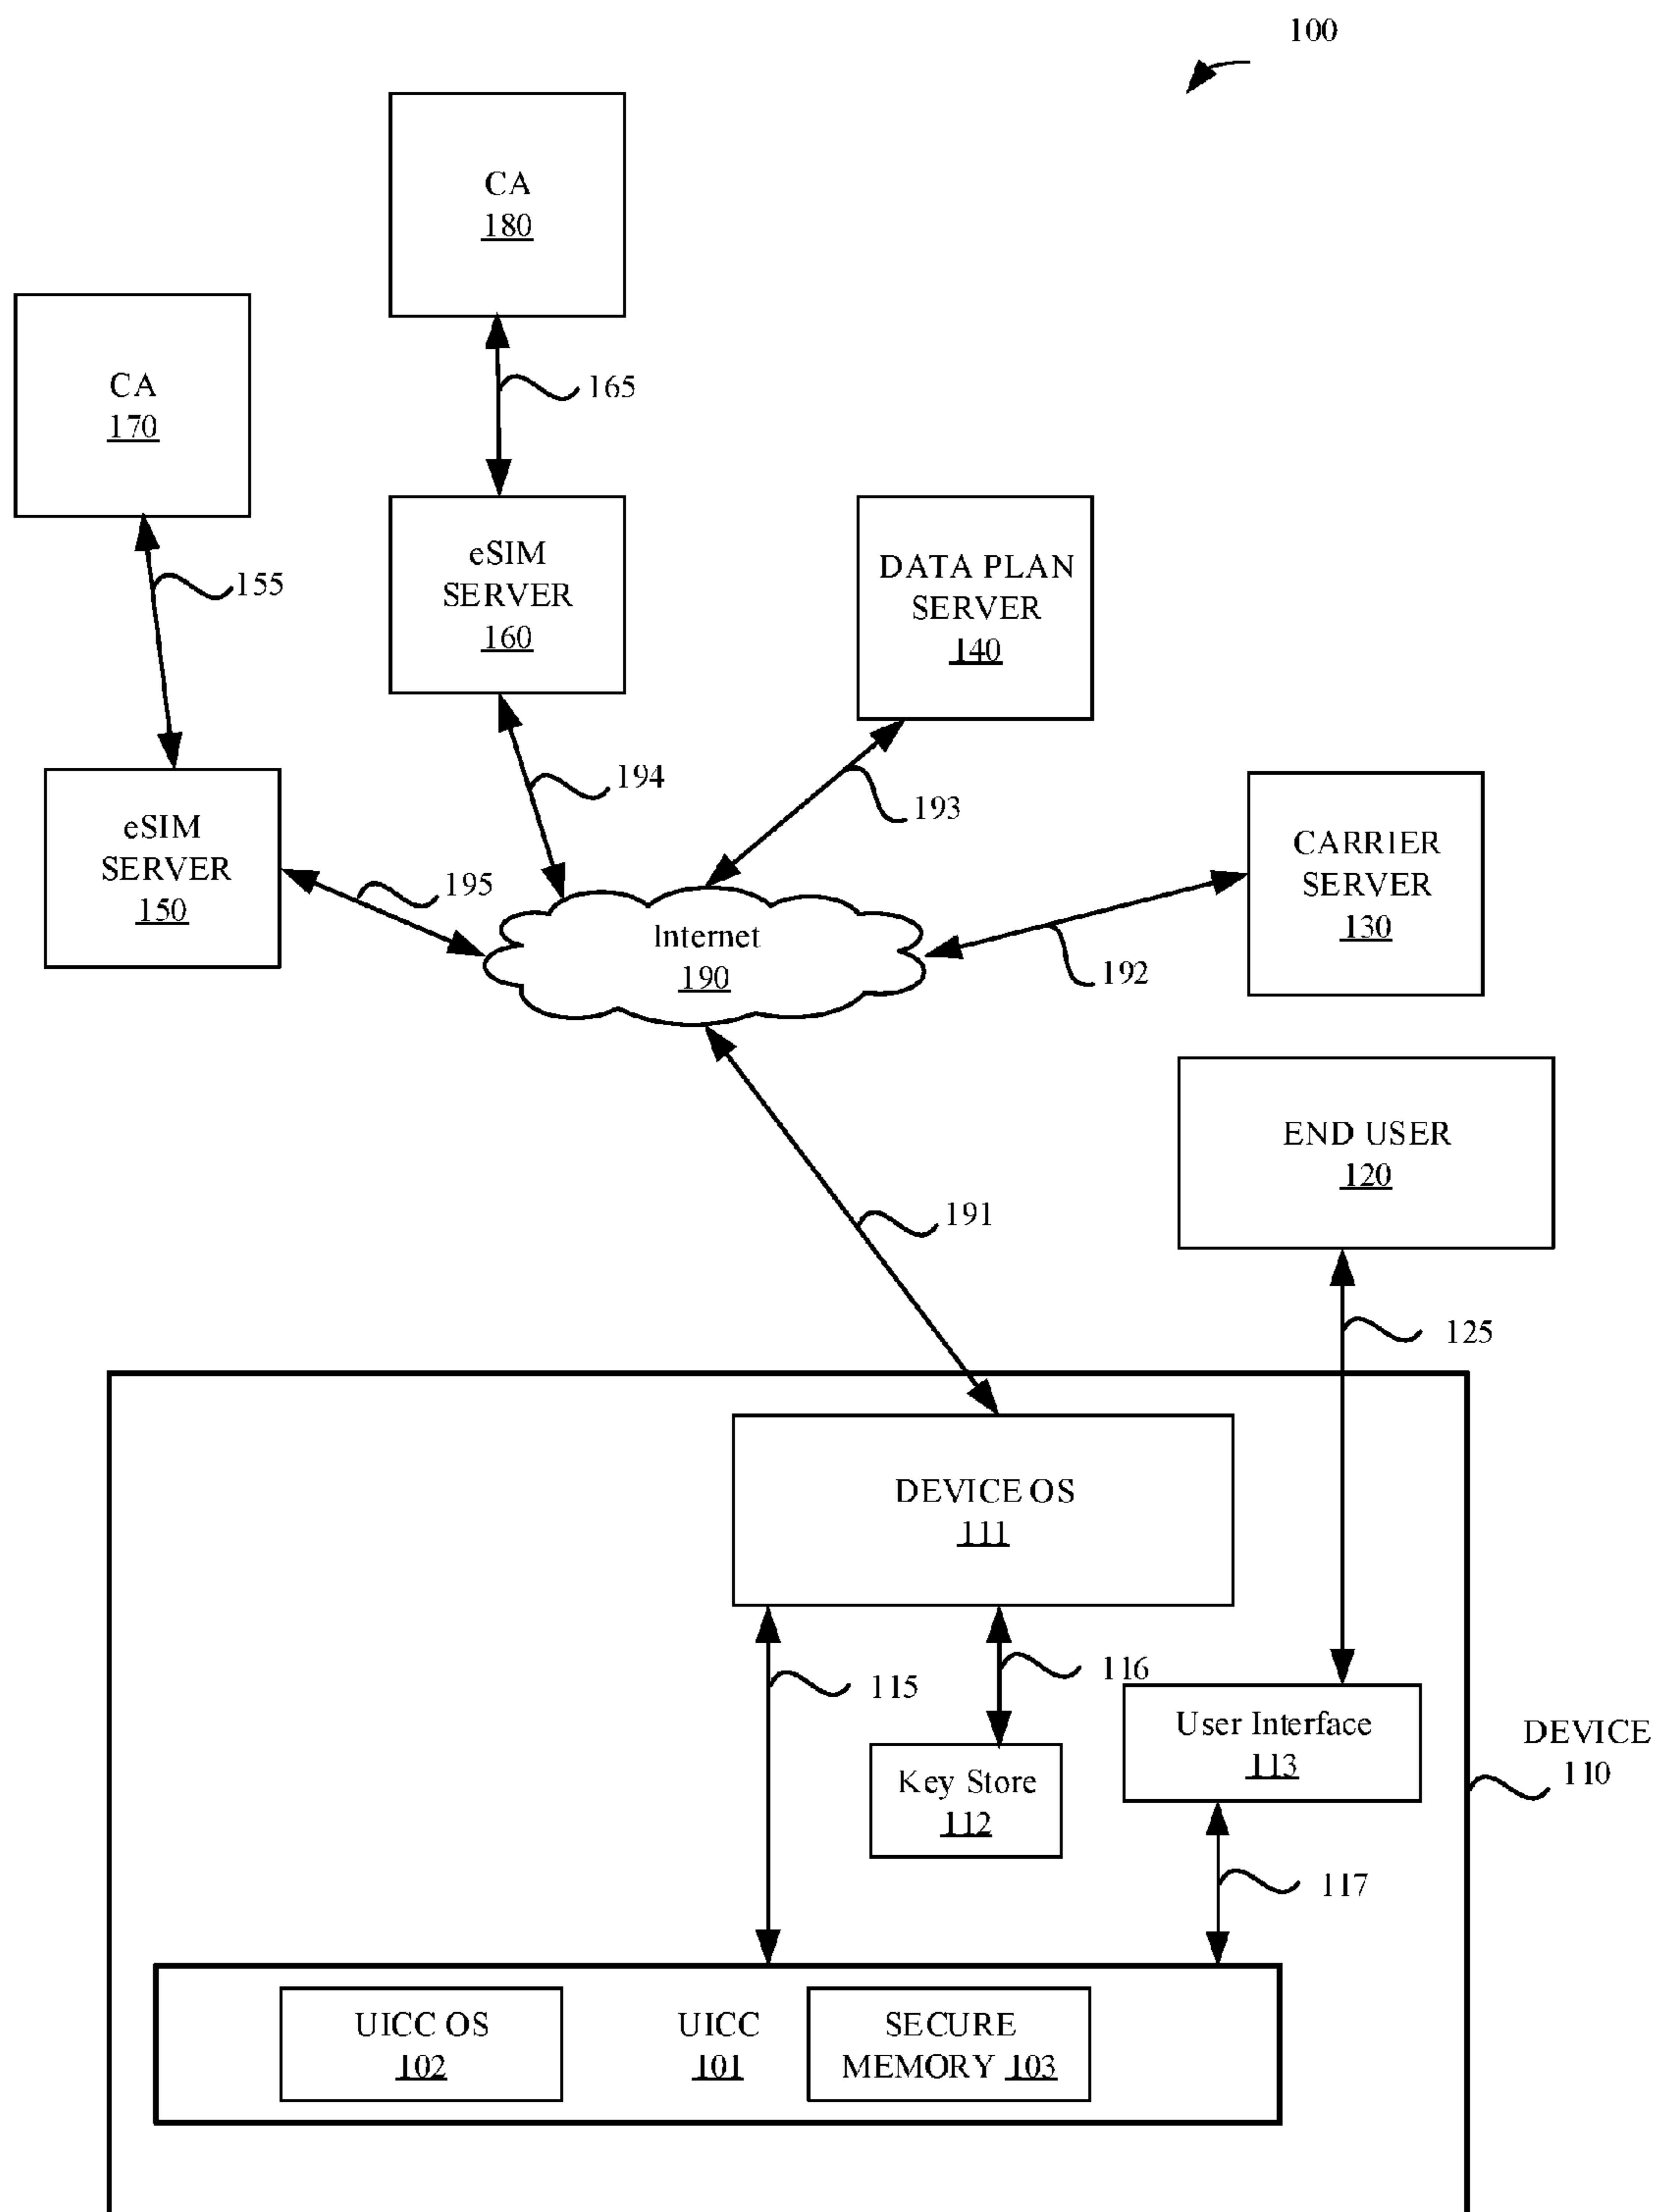 100
CA
180
CA
170
165
155
eSIM
SERVER
160
DATA PLAN
SERVER
140
194
193
eSIM
SERVER
150
195
CARRIER
SERVER
130
Internet
190
192
END USER
120
191
125
DEVICE OS
111
115
116
User Interface
113
DEVICE
110
Key Store
112
117
UICC OS
102
UICC
101
SECURE
MEMORY 103